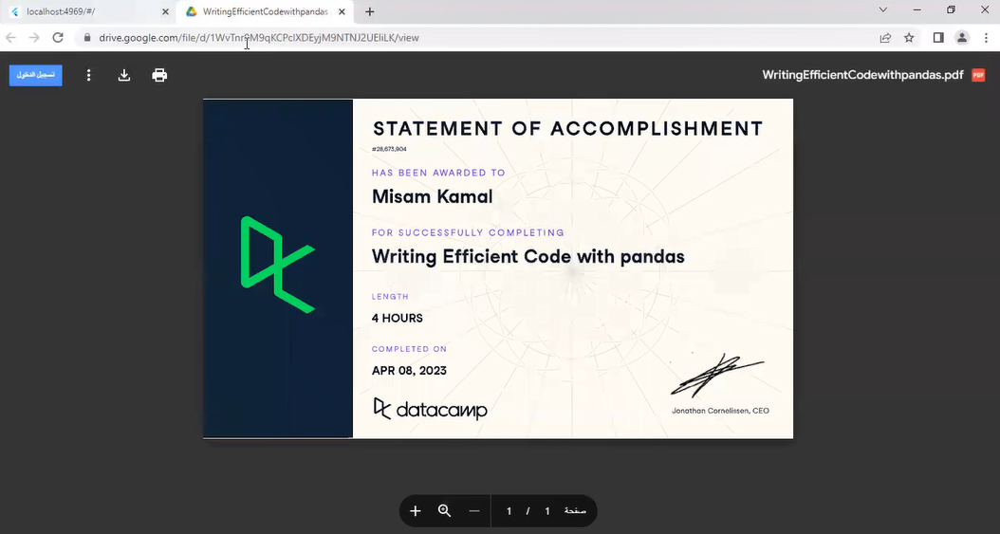 localhost:4969/#/
WritingEfficientCodewithpandas
drive.google.com/file/d/1WvTnr9M9qKCPclXDEyjM9NTNJ2UEliLK/view
تسجيل الدخول
WritingEfficientCodewithpandas.pdf
PDF
STATEMENT OF ACCOMPLISHMENT
#28,673,904
HAS BEEN AWARDED TO
Misam Kamal
FOR SUCCESSFULLY COMPLETING
Writing Efficient Code with pandas
LENGTH
4 HOURS
COMPLETED ON
APR 08, 2023
datacamp
Jonathan Cornelissen, CEO
1 / 1 صفحة